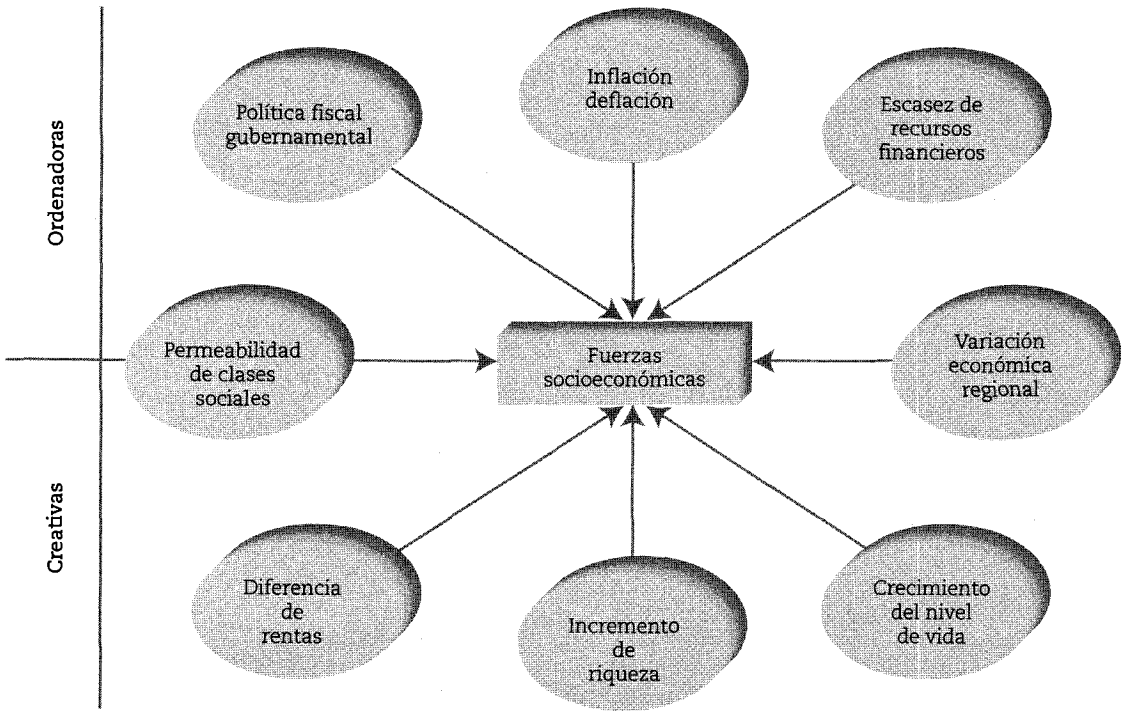 Ordenadoras
Política fiscal
gubernamental
Inflación
deflación
Escasez de
recursos
financieros
Permeabilidad
de clases
sociales
Fuerzas
socioeconómicas
Variación
económica
regional
Creativas
Diferencia
de
rentas
Incremento
de
riqueza
Crecimiento
del nivel
de vida